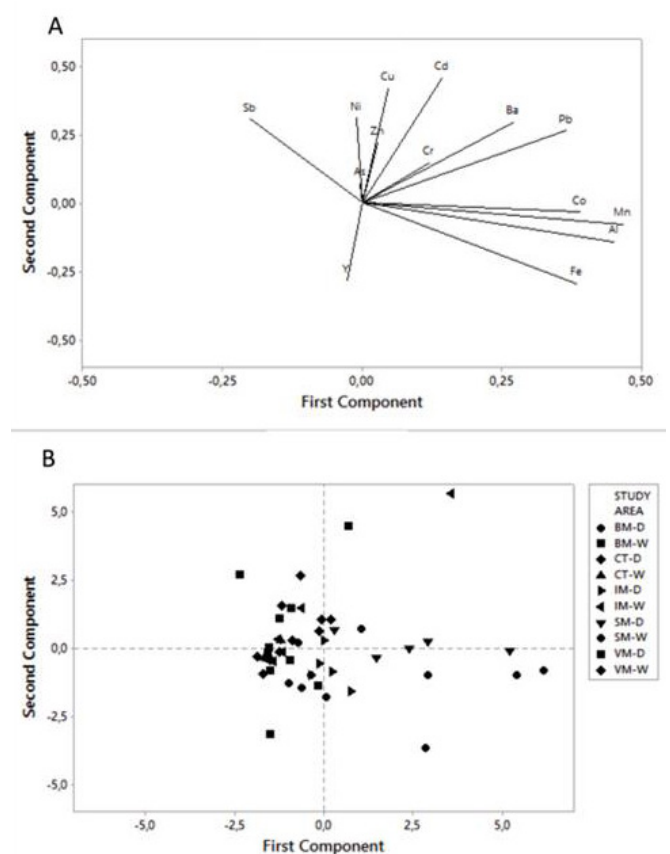 A
0,50
0,25
0,00
-0,25
-0,50
Second Component
Sb
Ni
Cu
Cd
Zn
As
Cr
Ba
Pb
Co
Mn
Al
Fe
Y
-0,50 -0,25 0,00 0,25 0,50
First Component
B
5,0
2,5
0,0
-2,5
-5,0
Second Component
-5,0 -2,5 0,0 2,5 5,0
First Component
STUDY
AREA
BM-D
BM-W
CT-D
CT-W
IM-D
IM-W
SM-D
SM-W
VM-D
VM-W